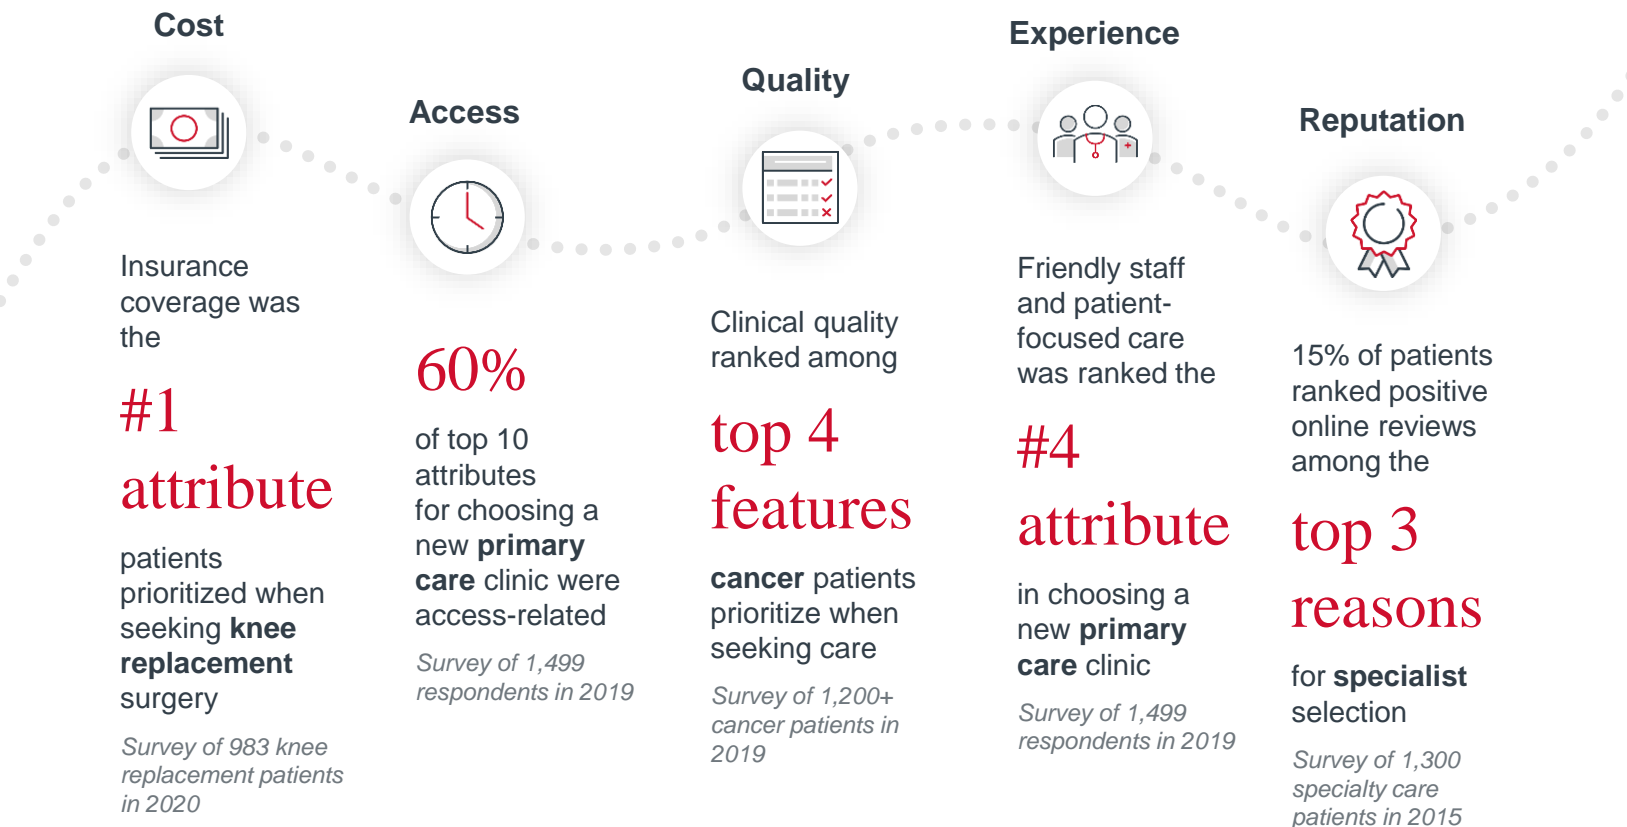 Cost
Insurance
coverage was
the
#1
attribute
patients
prioritized when
seeking knee
replacement
surgery
Survey of 983 knee
replacement patients
in 2020
Access
60%
of top 10
attributes
for choosing a
new primary
care clinic were
access-related
Survey of 1,499
respondents in 2019
Quality
Clinical quality
ranked among
top 4
features
cancer patients
prioritize when
seeking care
Survey of 1,200+
cancer patients in
2019
Experience
Friendly staff
and patient-
focused care
was ranked the
#4
attribute
in choosing a
new primary
care clinic
Survey of 1,499
respondents in 2019
Reputation
15% of patients
ranked positive
online reviews
among the
top 3
reasons
for specialist
selection
Survey of 1,300
specialty care
patients in 2015